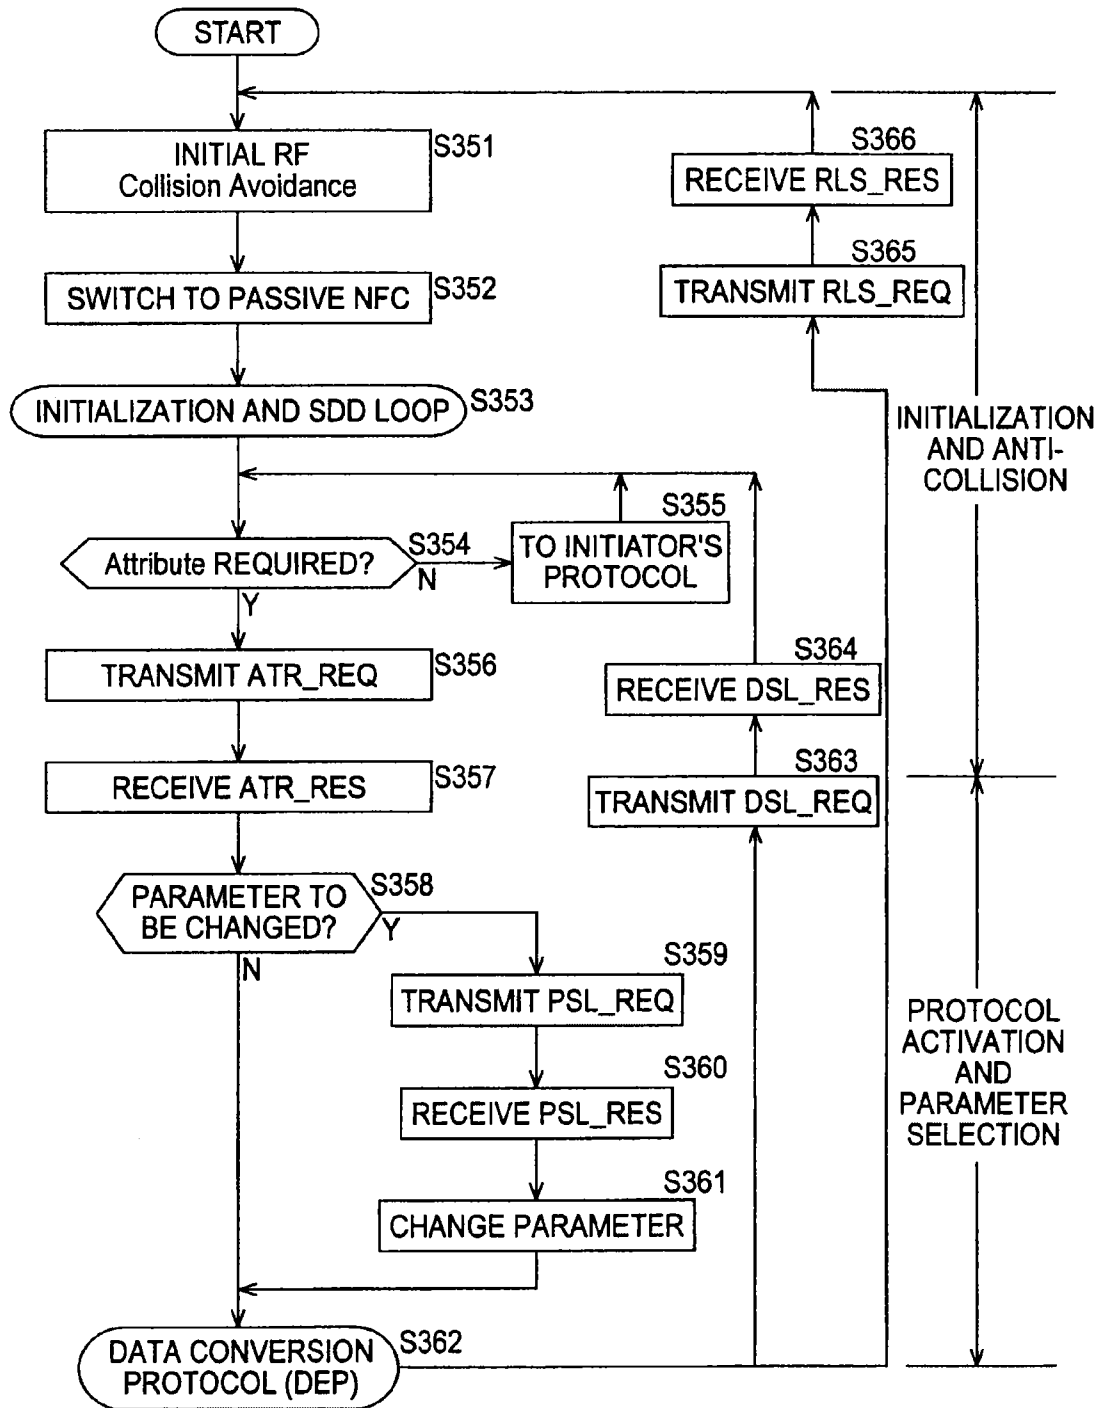 START
INITIAL RF
Collision Avoidance
S351
SWITCH TO PASSIVE NFC
S352
INITIALIZATION AND SDD LOOP
S353
Attribute REQUIRED?
S354
N
Y
TO INITIATOR'S
PROTOCOL
S355
TRANSMIT ATR_REQ
S356
RECEIVE ATR_RES
S357
PARAMETER TO
BE CHANGED?
S358
Y
N
TRANSMIT PSL_REQ
S359
RECEIVE PSL_RES
S360
CHANGE PARAMETER
S361
DATA CONVERSION
PROTOCOL (DEP)
S362
S363
TRANSMIT DSL_REQ
S364
RECEIVE DSL_RES
S365
TRANSMIT RLS_REQ
S366
RECEIVE RLS_RES
INITIALIZATION
AND ANTI-
COLLISION
PROTOCOL
ACTIVATION
AND
PARAMETER
SELECTION